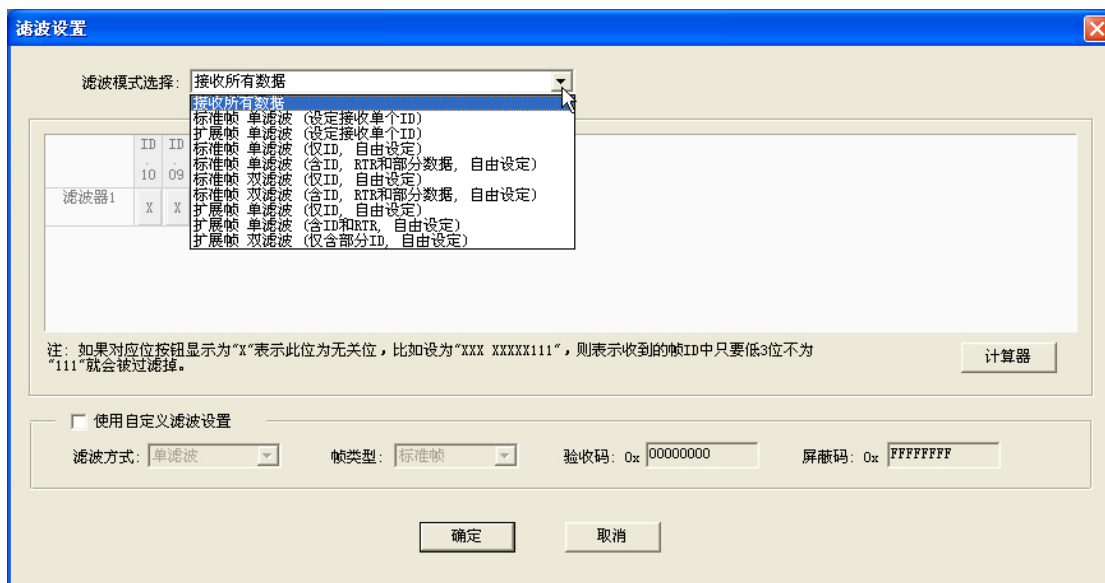 滤波设置
滤波模式选择: 接收所有数据
接收所有数据
标准帧 单滤波 (设定接收单个ID)
扩展帧 单滤波 (设定接收单个ID)
标准帧 单滤波 (仅ID, 自由设定)
标准帧 单滤波 (含ID, RTR和部分数据, 自由设定)
标准帧 双滤波 (仅ID, 自由设定)
标准帧 双滤波 (含ID, RTR和部分数据, 自由设定)
扩展帧 单滤波 (仅ID, 自由设定)
扩展帧 单滤波 (含ID和RTR, 自由设定)
扩展帧 双滤波 (仅含部分ID, 自由设定)
ID ID
. .
10 09
滤波器1 X X
注: 如果对应位按钮显示为"X"表示此位为无关位，比如设为"XXX XXXXX111"，则表示收到的帧ID中只要低3位不为
"111"就会被过滤掉。
计算器
使用自定义滤波设置
滤波方式: 单滤波 帧类型: 标准帧 验收码: 0x 00000000 屏蔽码: 0x FFFFFFFF
确定 取消